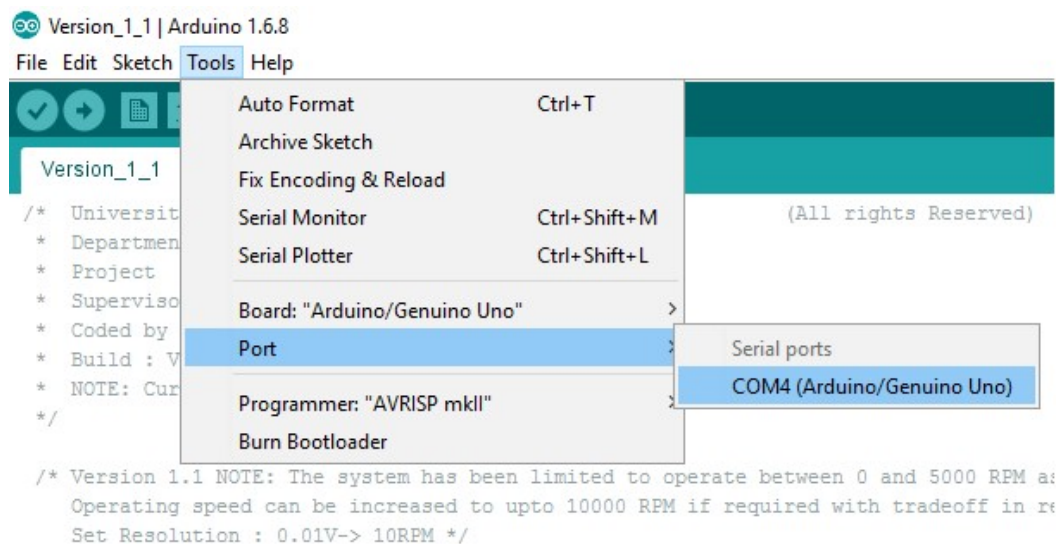 Version_1_1 | Arduino 1.6.8
File Edit Sketch Tools Help
Auto Format Ctrl+T
Archive Sketch
Fix Encoding & Reload
Serial Monitor Ctrl+Shift+M
Serial Plotter Ctrl+Shift+L
Board: "Arduino/Genuino Uno"
Port
Programmer: "AVRISP mkII"
Burn Bootloader
Serial ports
COM4 (Arduino/Genuino Uno)
Version_1_1
/* Universit (All rights Reserved)
* Departmen
* Project
* Superviso
* Coded by
* Build : V
* NOTE: Cur
*/
/* Version 1.1 NOTE: The system has been limited to operate between 0 and 5000 RPM as
Operating speed can be increased to upto 10000 RPM if required with tradeoff in re
Set Resolution : 0.01V-> 10RPM */